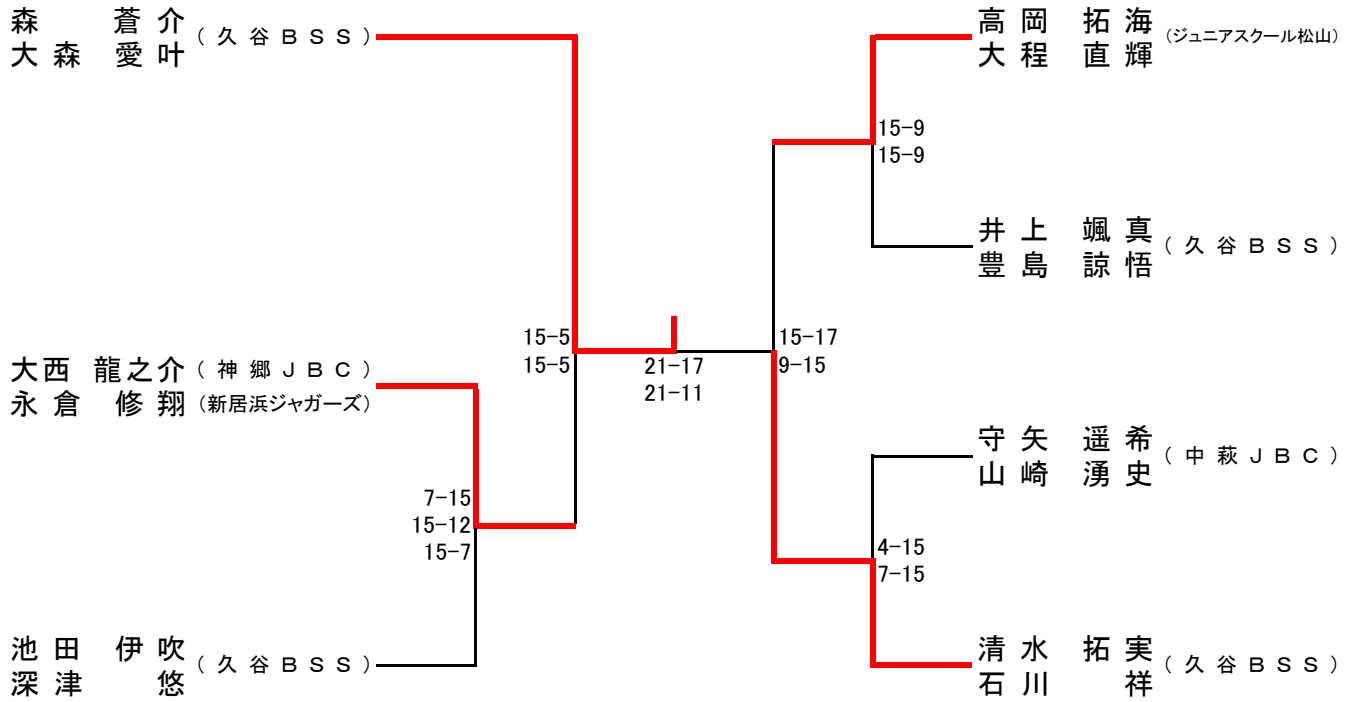 森　蒼介
大森愛叶
（久谷ＢＳＳ）
15-5
15-5
大西龍之介
（神郷ＪＢＣ）
永倉修翔
（新居浜ジャガーズ）
7-15
15-12
15-7
池田伊吹
深津　悠
（久谷ＢＳＳ）
21-17
21-11
高岡拓海
大程直輝
（ジュニアスクール松山）
15-9
15-9
井上颯真
豊島諒悟
（久谷ＢＳＳ）
15-17
9-15
守矢遥希
山崎湧史
（中萩ＪＢＣ）
4-15
7-15
清水拓実
石川　祥
（久谷ＢＳＳ）